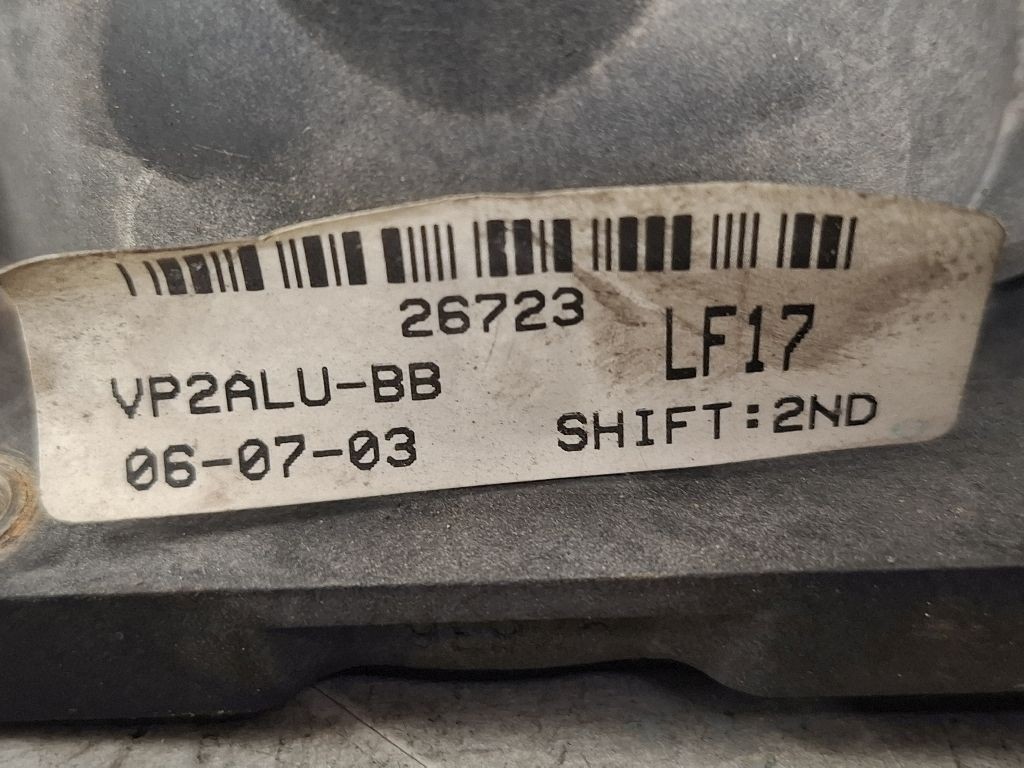 26723
LF17
VP2ALU-BB
06-07-03
SHIFT:2ND